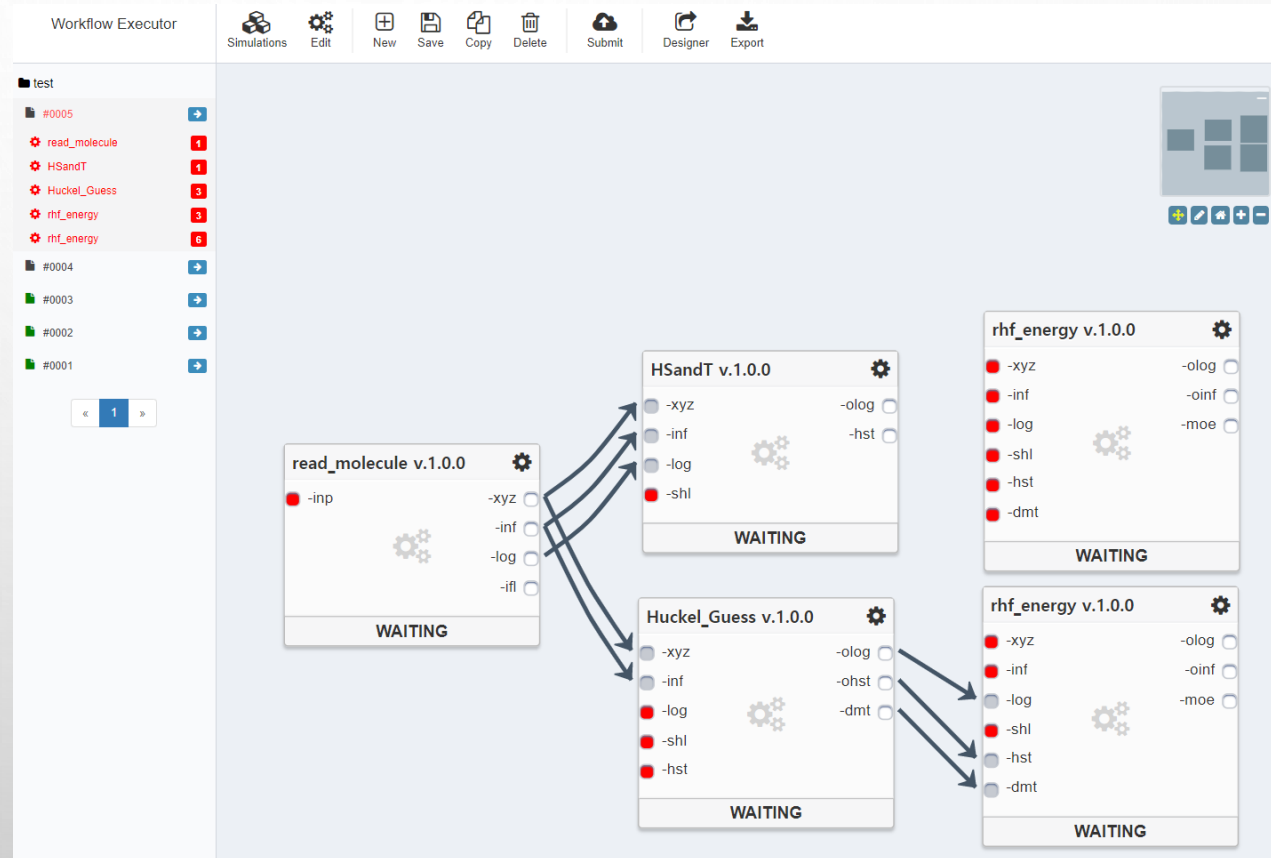 Workflow Executor
Simulations Edit New Save Copy Delete Submit Designer Export
test
#0005
read_molecule 1
HSandT 1
Huckel_Guess 3
rhf_energy 3
rhf_energy 6
#0004
#0003
#0002
#0001
« 1 »
read_molecule v.1.0.0
-inp -xyz
-inf
-log
-ifl
WAITING
HSandT v.1.0.0
-xyz -olog
-inf -hst
-log
-shl
WAITING
Huckel_Guess v.1.0.0
-xyz -olog
-inf -ohst
-log -dmt
-shl
-hst
WAITING
rhf_energy v.1.0.0
-xyz -olog
-inf -oinf
-log -moe
-shl
-hst
-dmt
WAITING
rhf_energy v.1.0.0
-xyz -olog
-inf -oinf
-log -moe
-shl
-hst
-dmt
WAITING